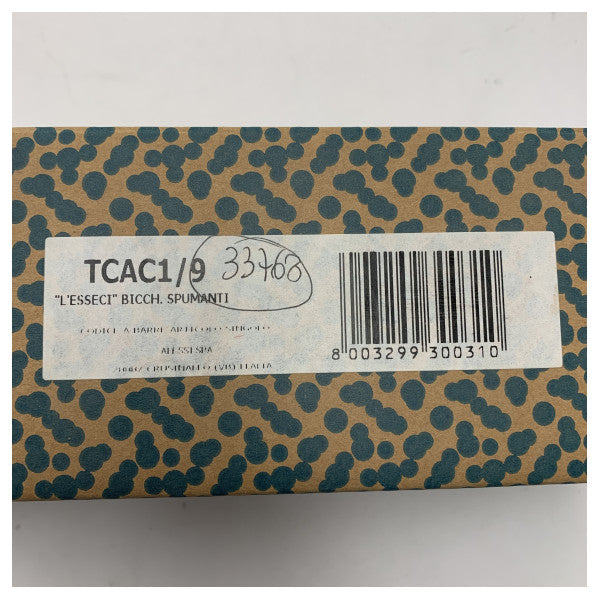 TCAC1/9 33768
"L'ESSECI" BICCH. SPUMANTI
CODICE A BARRE ARTICOLO SINGOLO
ALESSI SPA
CRUSINALLO (VB) ITALIA
8 003299 300310